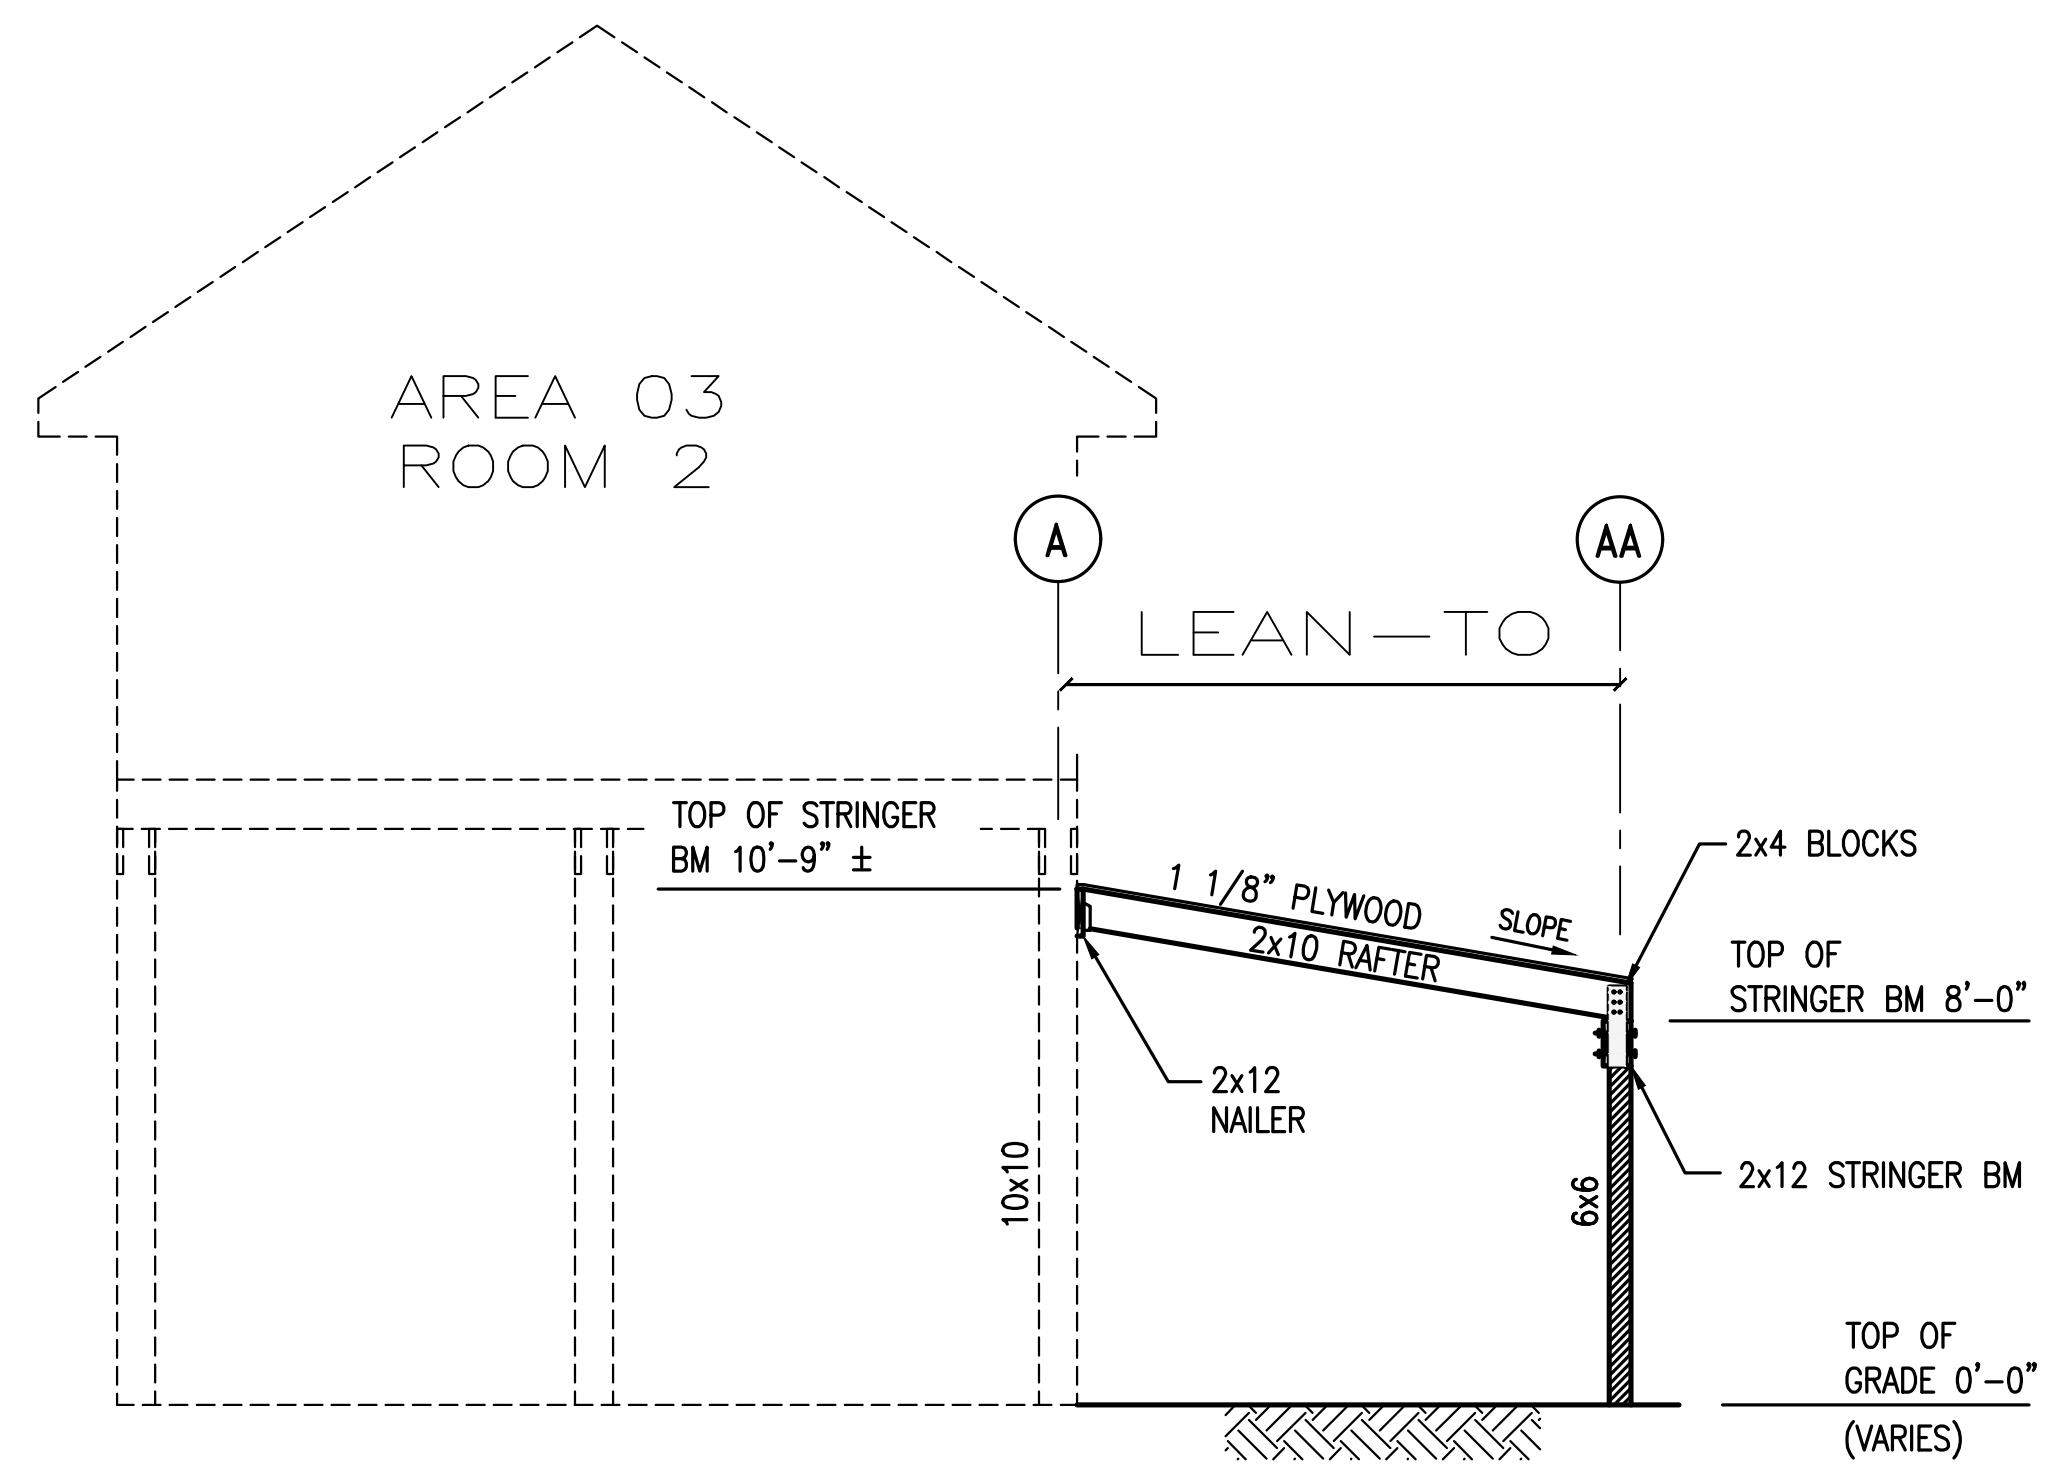 AREA 03
ROOM 2
A
AA
LEAN-TO
TOP OF STRINGER
BM 10'-9" ±
1 1/8" PLYWOOD
SLOPE
2x10 RAFTER
2x4 BLOCKS
TOP OF
STRINGER BM 8'-0"
2x12
NAILER
10x10
6x6
2x12 STRINGER BM
TOP OF
GRADE 0'-0"
(VARIES)